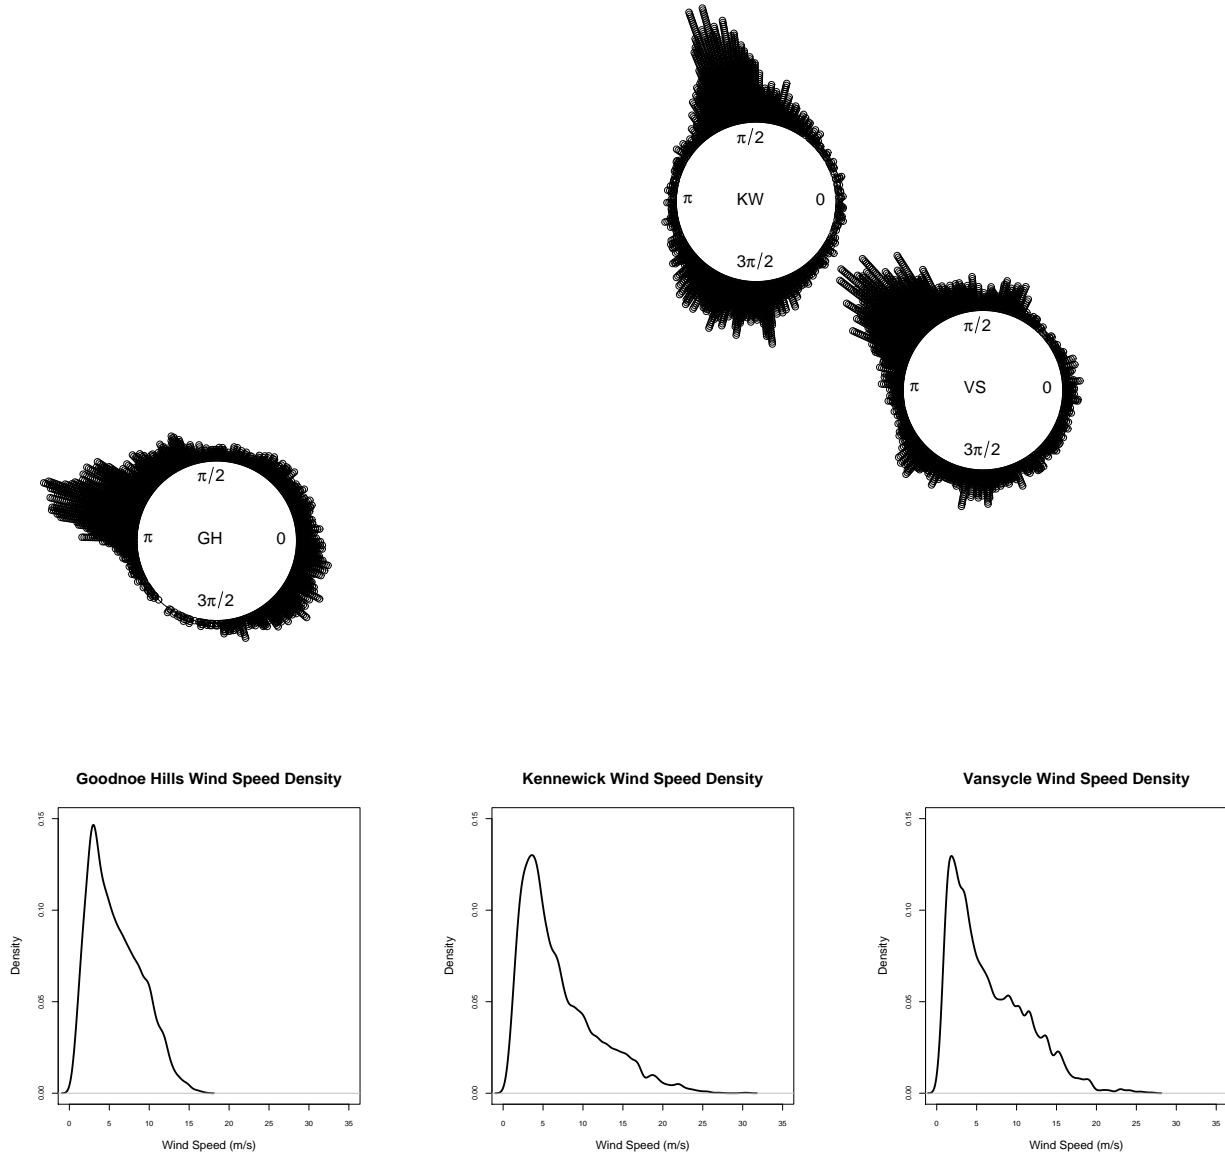 π/2
π KW 0
3π/2
π/2
π VS 0
3π/2
π/2
π GH 0
3π/2
Goodnoe Hills Wind Speed Density
0.15
0.10
0.05
0.00
Density
0 5 10 15 20 25 30 35
Wind Speed (m/s)
Kennewick Wind Speed Density
0.15
0.10
0.05
0.00
Density
0 5 10 15 20 25 30 35
Wind Speed (m/s)
Vansycle Wind Speed Density
0.15
0.10
0.05
0.00
Density
0 5 10 15 20 25 30 35
Wind Speed (m/s)